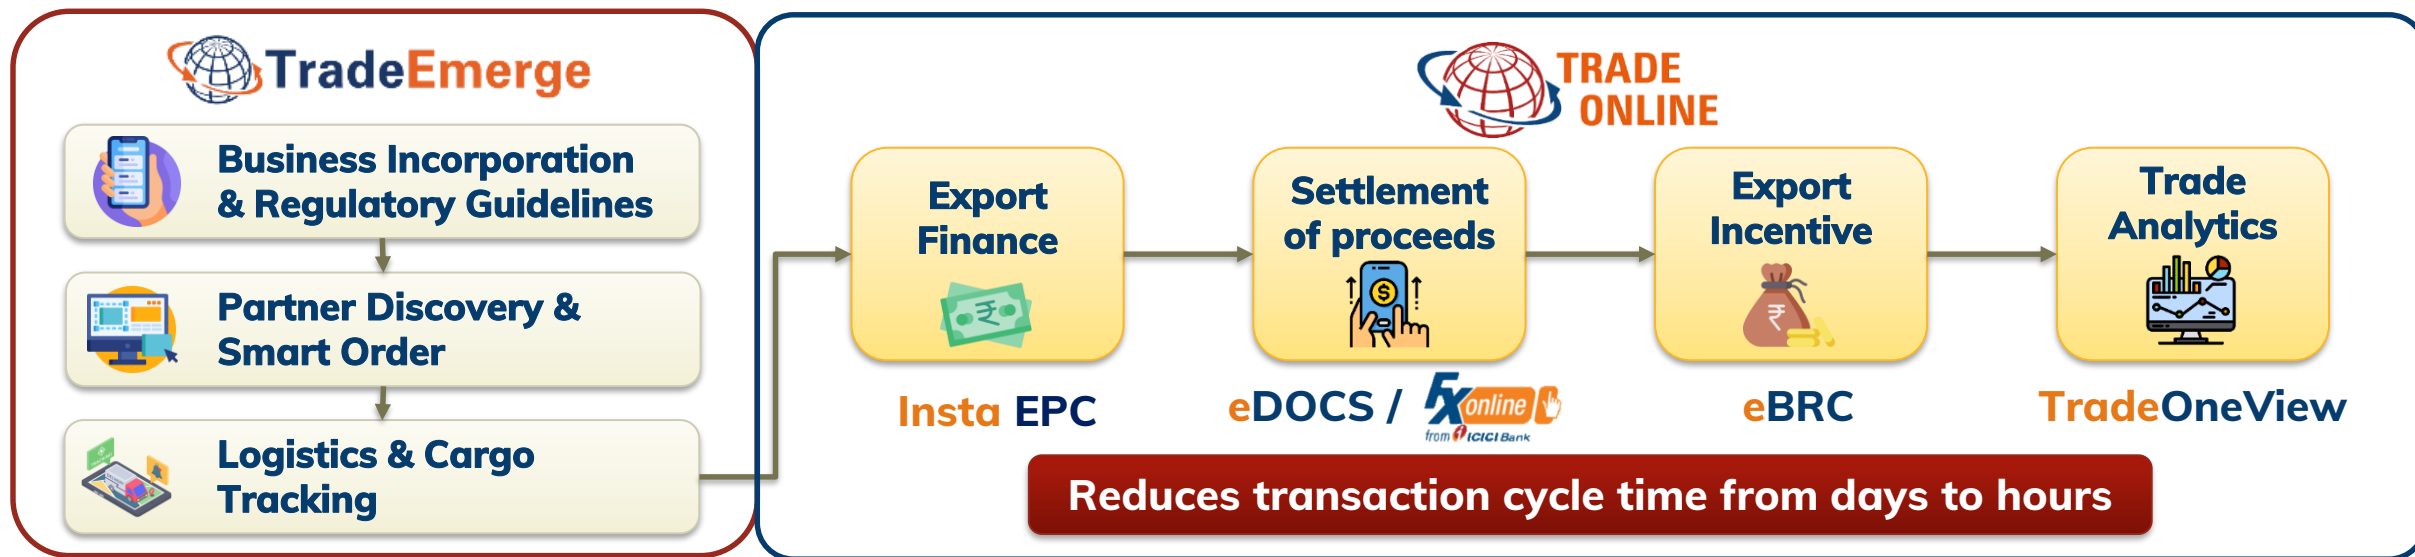 TradeEmerge
Business Incorporation
& Regulatory Guidelines
Partner Discovery &
Smart Order
Logistics & Cargo
Tracking
TRADE
ONLINE
Export
Finance
Insta EPC
Settlement
of proceeds
eDOCS / FXonline
from ICICI Bank
Export
Incentive
eBRC
Trade
Analytics
TradeOneView
Reduces transaction cycle time from days to hours